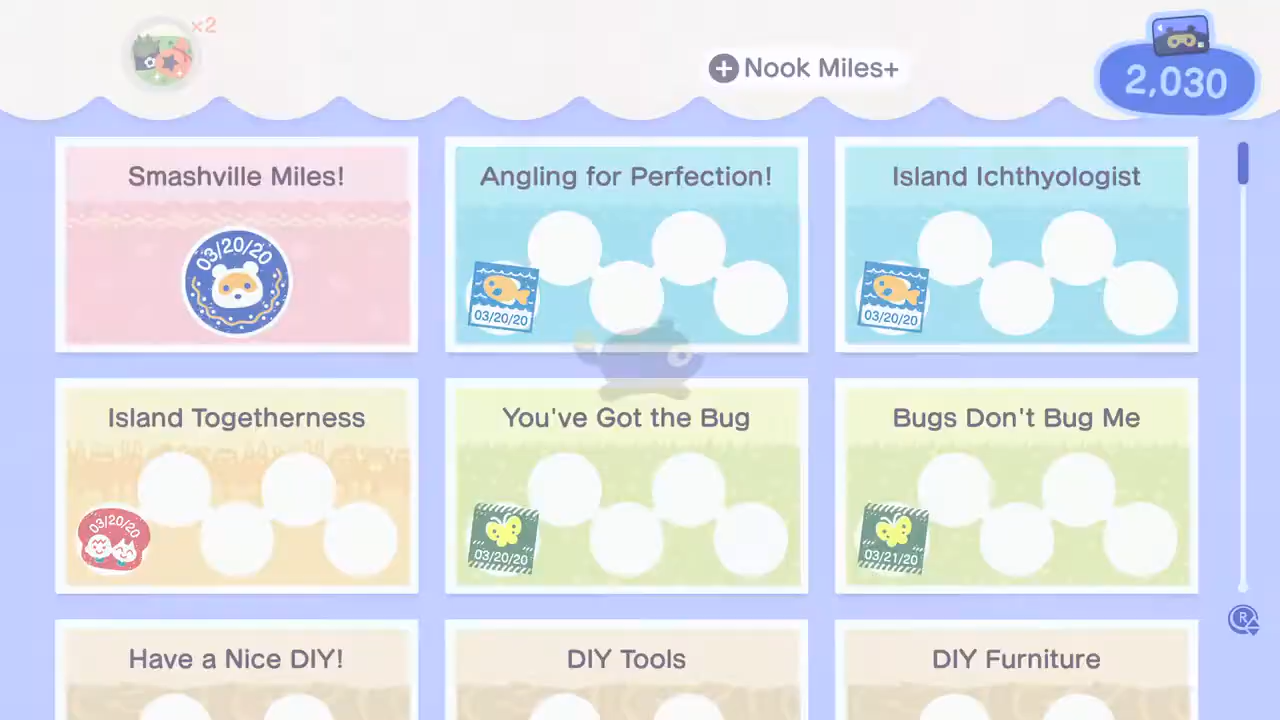 ×2
+ Nook Miles+
2,030
Smashville Miles!
03/20/20
Angling for Perfection!
03/20/20
Island Ichthyologist
03/20/20
Island Togetherness
03/20/20
You've Got the Bug
03/20/20
Bugs Don't Bug Me
03/21/20
R
Have a Nice DIY!
DIY Tools
DIY Furniture